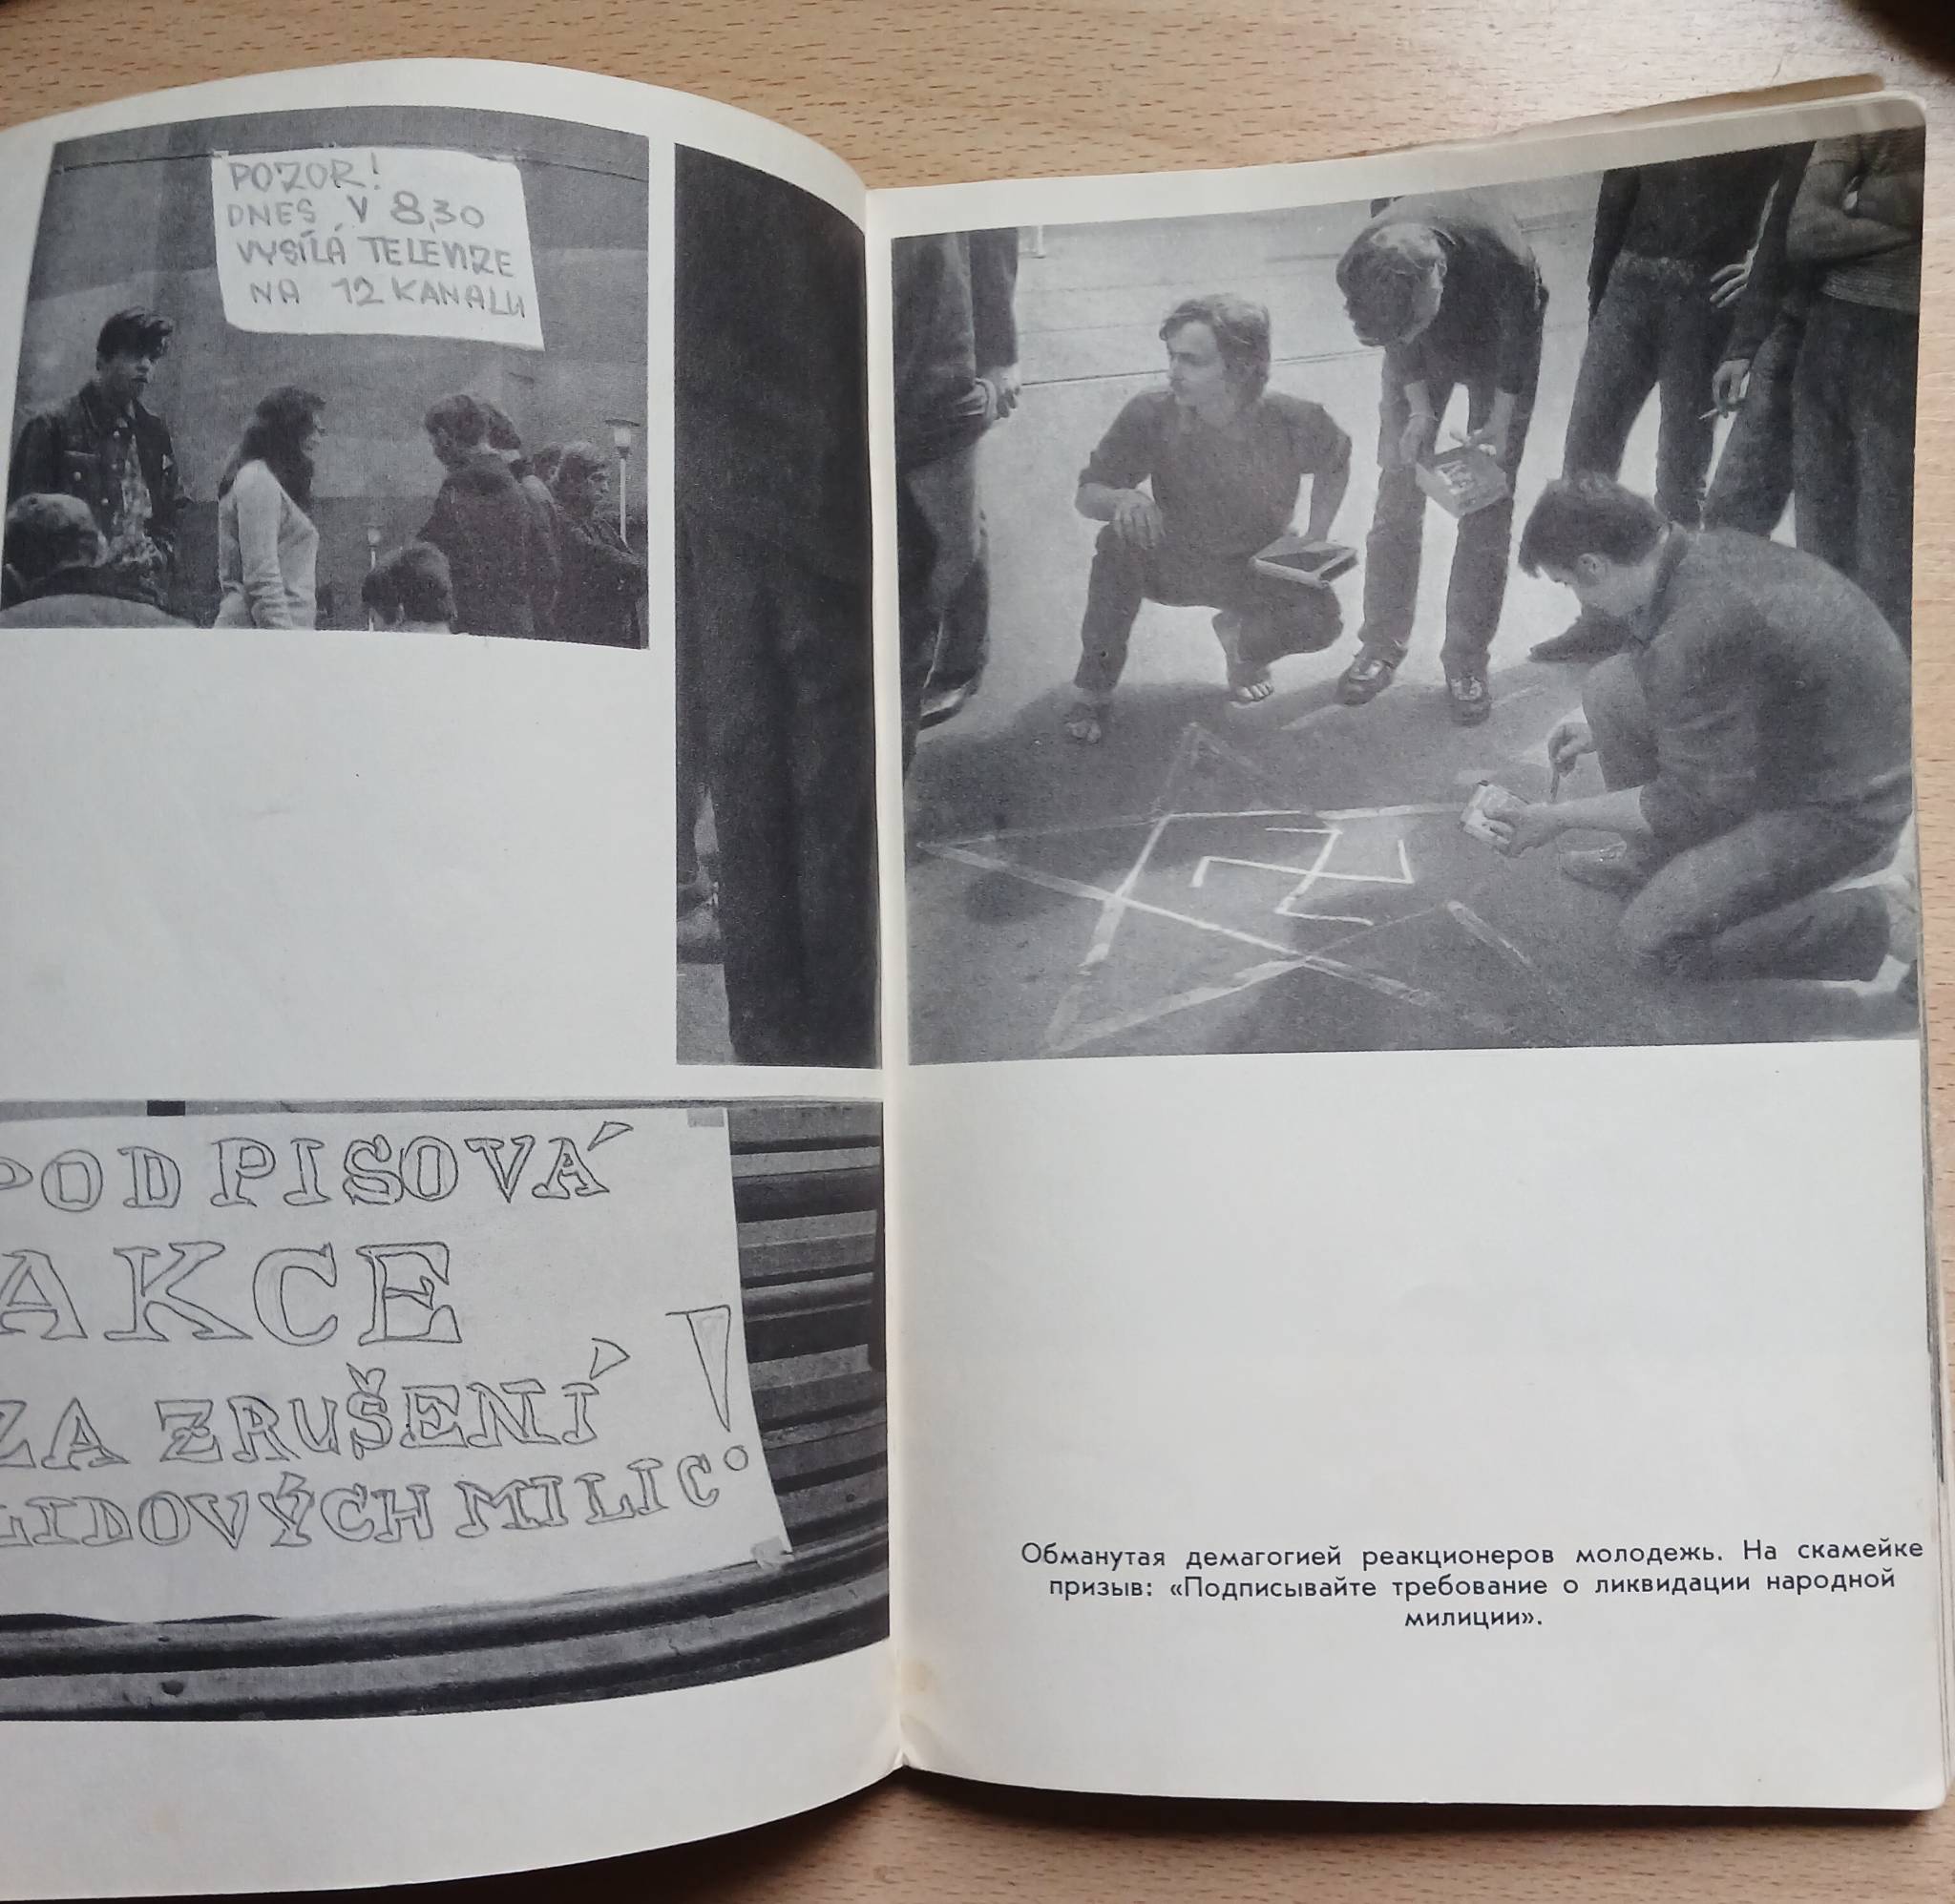 POZOR!
DNES V 8,30
VYSÍLÁ TELEVIZE
NA 12 KANALU
PODPISOVÁ
AKCE
ZA ZRUŠENÍ !
LIDOVÝCH MILIC
Обманутая демагогией реакционеров молодежь. На скамейке
призыв: «Подписывайте требование о ликвидации народной
милиции».